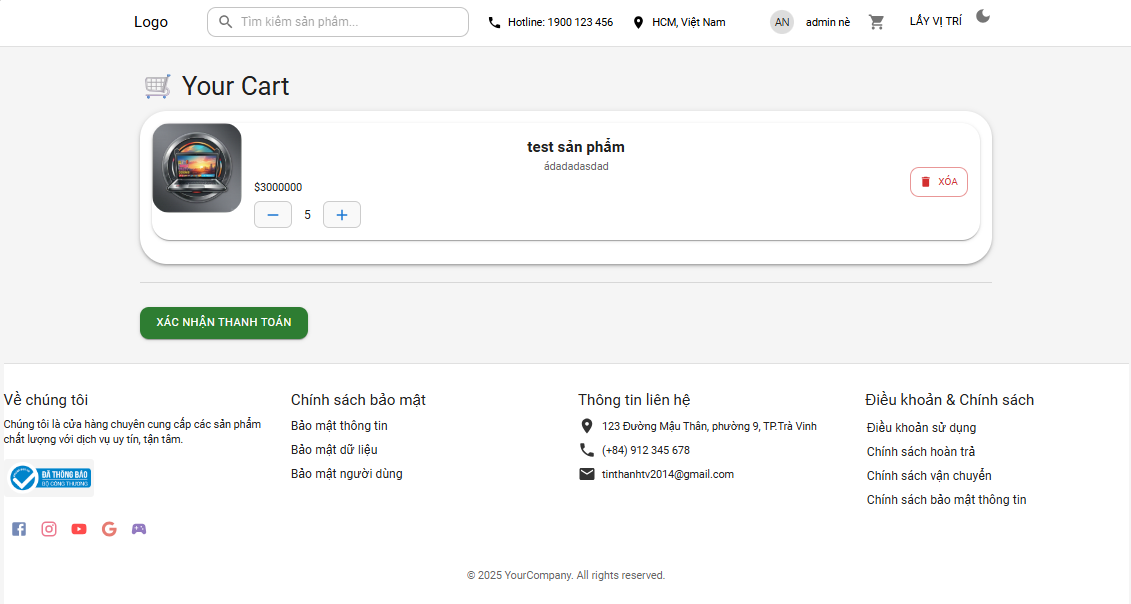 Logo
Tìm kiếm sản phẩm...
Hotline: 1900 123 456
HCM, Việt Nam
AN
admin nè
LẤY VỊ TRÍ
Your Cart
test sản phẩm
ádadadasdad
$3000000
5
XÓA
XÁC NHẬN THANH TOÁN
Về chúng tôi
Chúng tôi là cửa hàng chuyên cung cấp các sản phẩm
chất lượng với dịch vụ uy tín, tận tâm.
ĐÃ THÔNG BÁO
BỘ CÔNG THƯƠNG
Chính sách bảo mật
Bảo mật thông tin
Bảo mật dữ liệu
Bảo mật người dùng
Thông tin liên hệ
123 Đường Mậu Thân, phường 9, TP.Trà Vinh
(+84) 912 345 678
tinthanhtv2014@gmail.com
Điều khoản & Chính sách
Điều khoản sử dụng
Chính sách hoàn trả
Chính sách vận chuyển
Chính sách bảo mật thông tin
© 2025 YourCompany. All rights reserved.